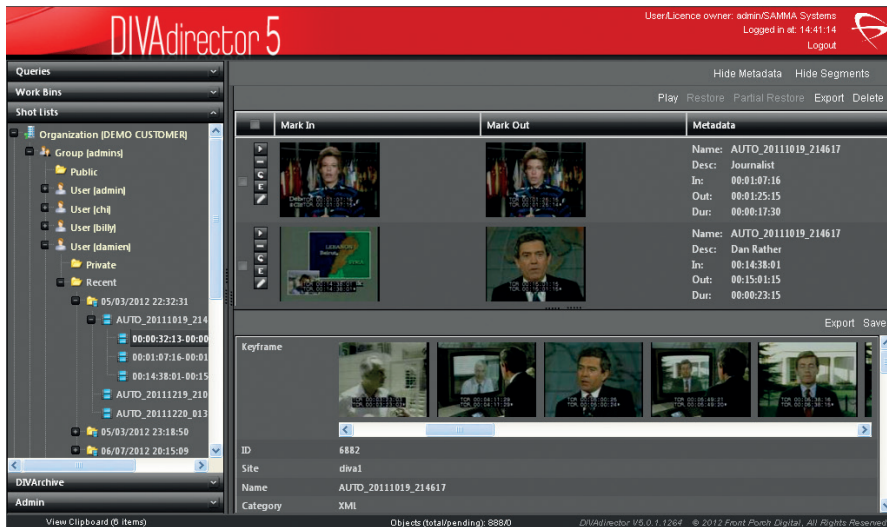 DIVAdirector 5
User/Licence owner: admin/SAMMA Systems
Logged in at: 14:41:14
Logout
Queries
Work Bins
Shot Lists
Organization (DEMO CUSTOMER)
Group (admins)
Public
User (admin)
User (chi)
User (billy)
User (damien)
Private
Recent
05/03/2012 22:32:31
AUTO_20111019_214
00:00:32:13-00:00
00:01:07:16-00:01
00:14:38:01-00:15
AUTO_20111219_210
AUTO_20111220_013
05/03/2012 23:18:50
06/07/2012 20:15:09
DIVArchive
Admin
Hide Metadata Hide Segments
Play Restore Partial Restore Export Delete
Mark In Mark Out Metadata
C
E
Name: AUTO_20111019_214617
Desc: Journalist
In: 00:01:07:16
Out: 00:01:25:15
Dur: 00:00:17:30
LEBANON
Beirut
C
E
Name: AUTO_20111019_214617
Desc: Dan Rather
In: 00:14:38:01
Out: 00:15:01:15
Dur: 00:00:23:15
Export Save
Keyframe
ID 6882
Site diva1
Name AUTO_20111019_214617
Category XML
View Clipboard (6 items) Objects (total/pending): 888/0 DIVAdirector V5.0.1.1264 © 2012 Front Porch Digital, All Rights Reserved